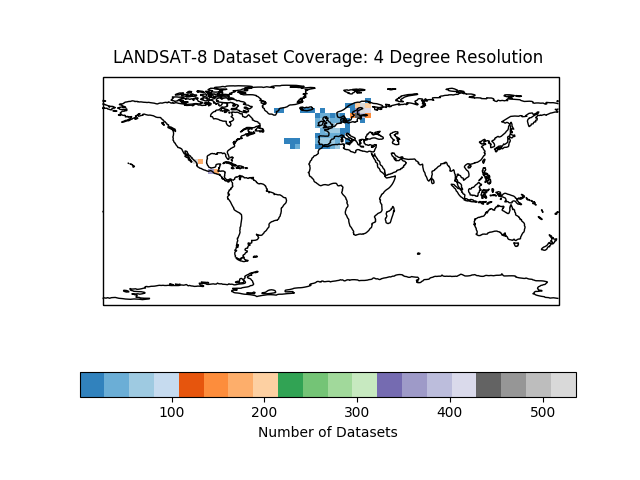 LANDSAT-8 Dataset Coverage: 4 Degree Resolution
100 200 300 400 500
Number of Datasets